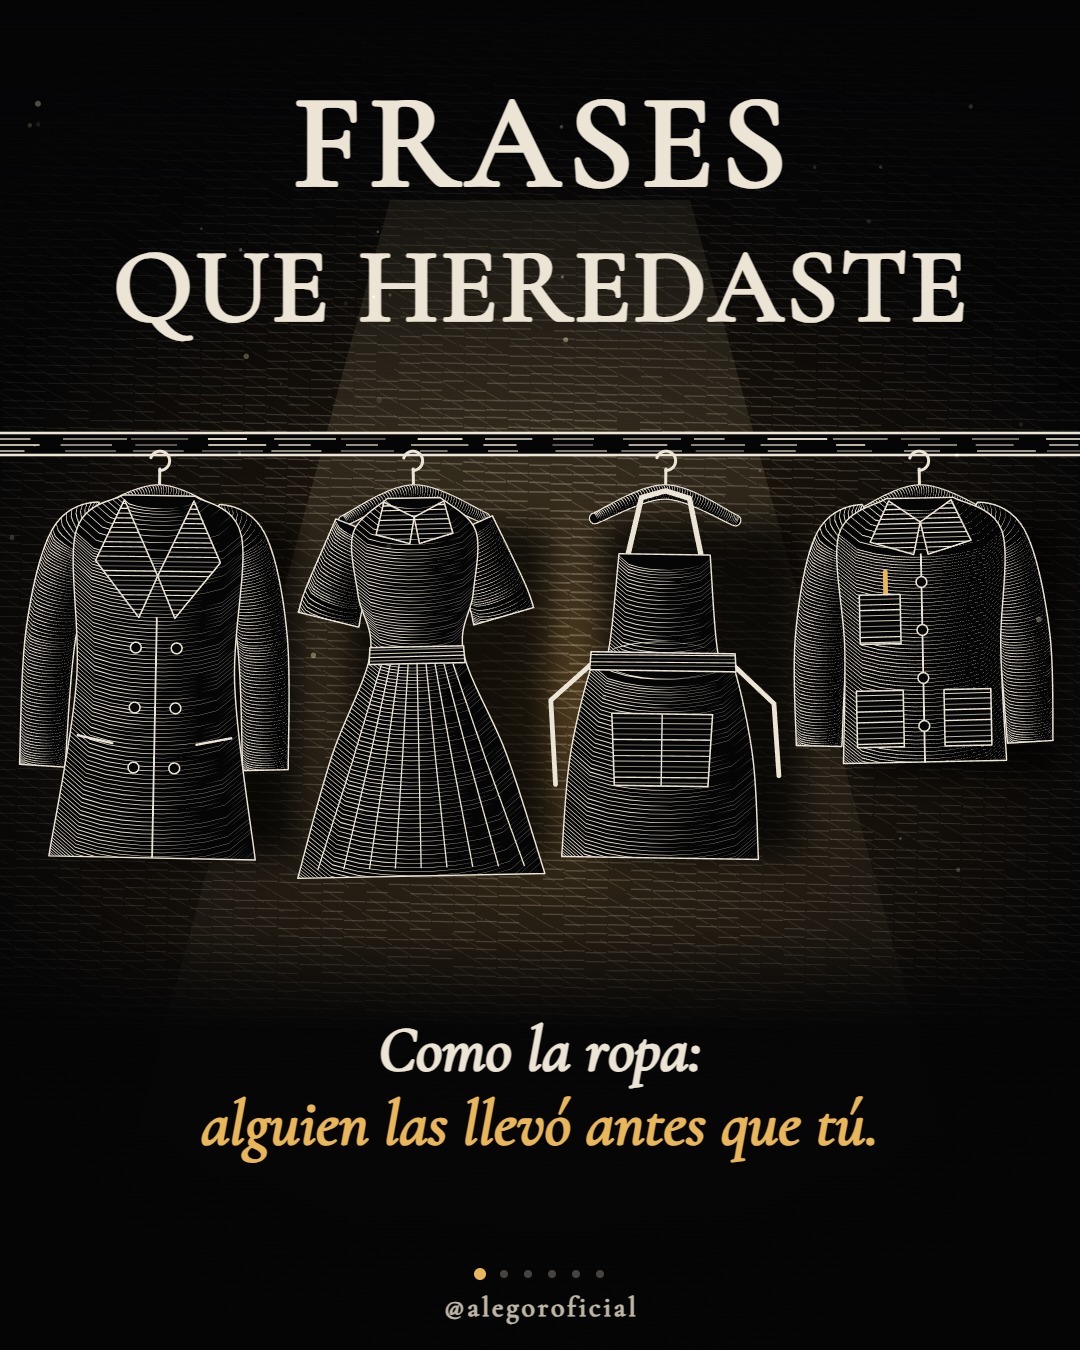 FRASES
QUE HEREDASTE
Como la ropa:
alguien las llevó antes que tú.
@alegoroficial